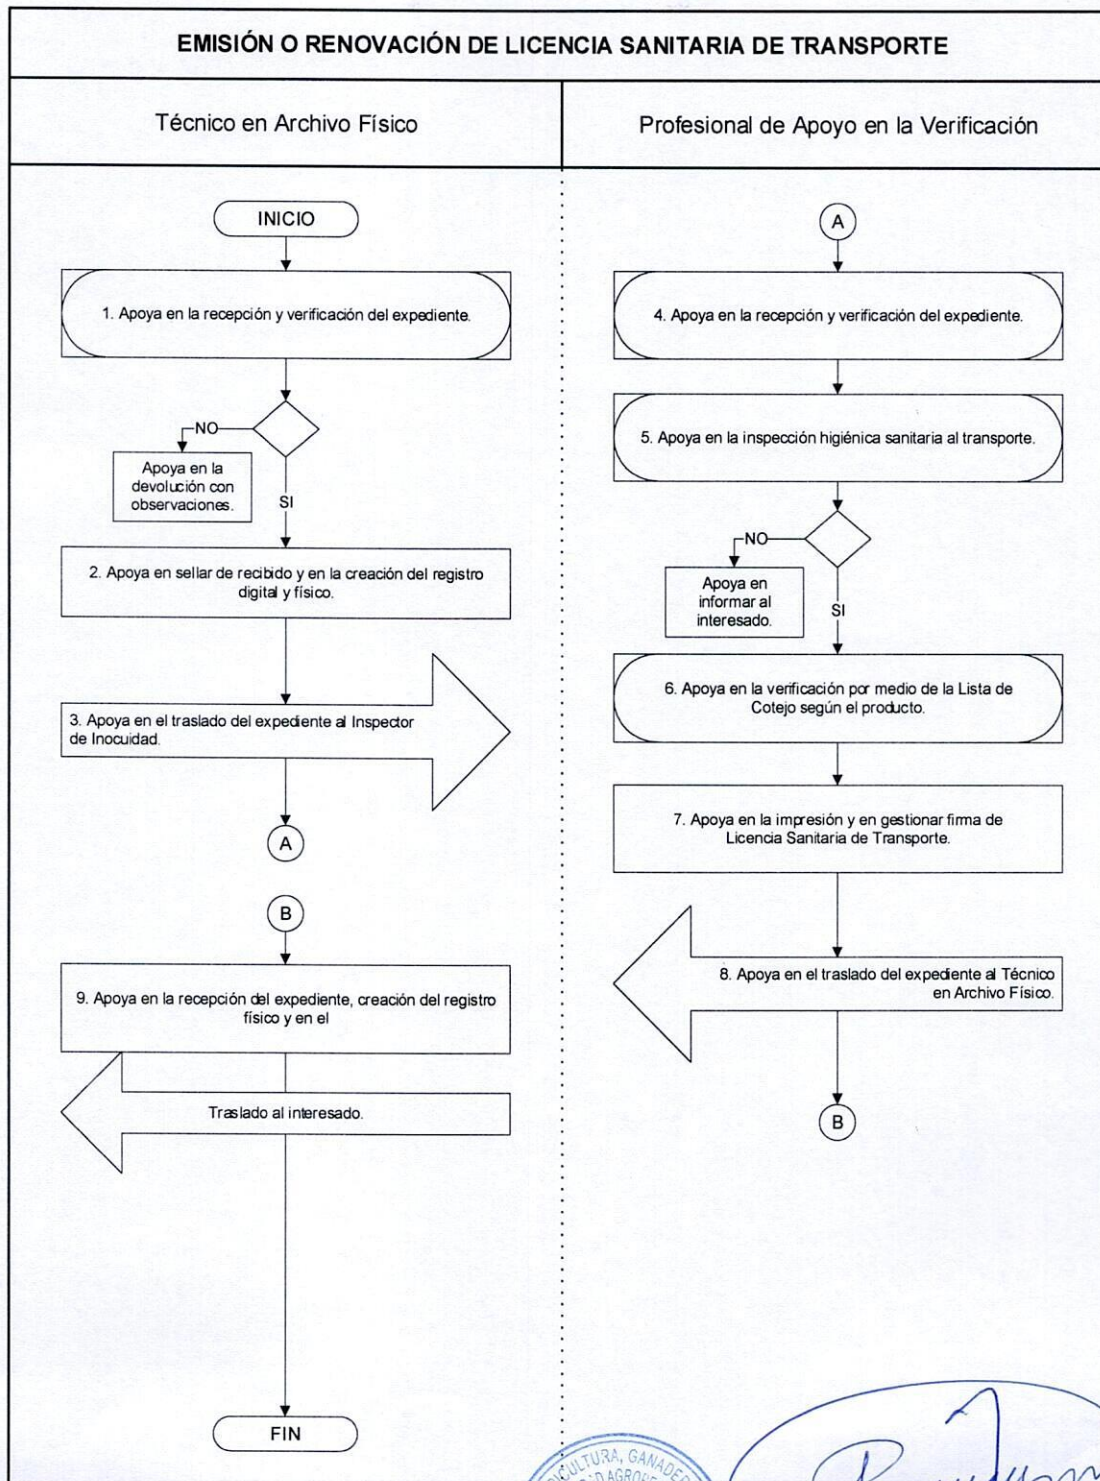 EMISIÓN O RENOVACIÓN DE LICENCIA SANITARIA DE TRANSPORTE
Técnico en Archivo Físico
Profesional de Apoyo en la Verificación
INICIO
1. Apoya en la recepción y verificación del expediente.
NO
Apoya en la
devolución con
observaciones.
SI
2. Apoya en sellar de recibido y en la creación del registro
digital y físico.
3. Apoya en el traslado del expediente al Inspector
de Inocuidad.
A
B
9. Apoya en la recepción del expediente, creación del registro
físico y en el
Traslado al interesado.
FIN
A
4. Apoya en la recepción y verificación del expediente.
5. Apoya en la inspección higiénica sanitaria al transporte.
NO
Apoya en
informar al
interesado.
SI
6. Apoya en la verificación por medio de la Lista de
Cotejo según el producto.
7. Apoya en la impresión y en gestionar firma de
Licencia Sanitaria de Transporte.
8. Apoya en el traslado del expediente al Técnico
en Archivo Físico.
B